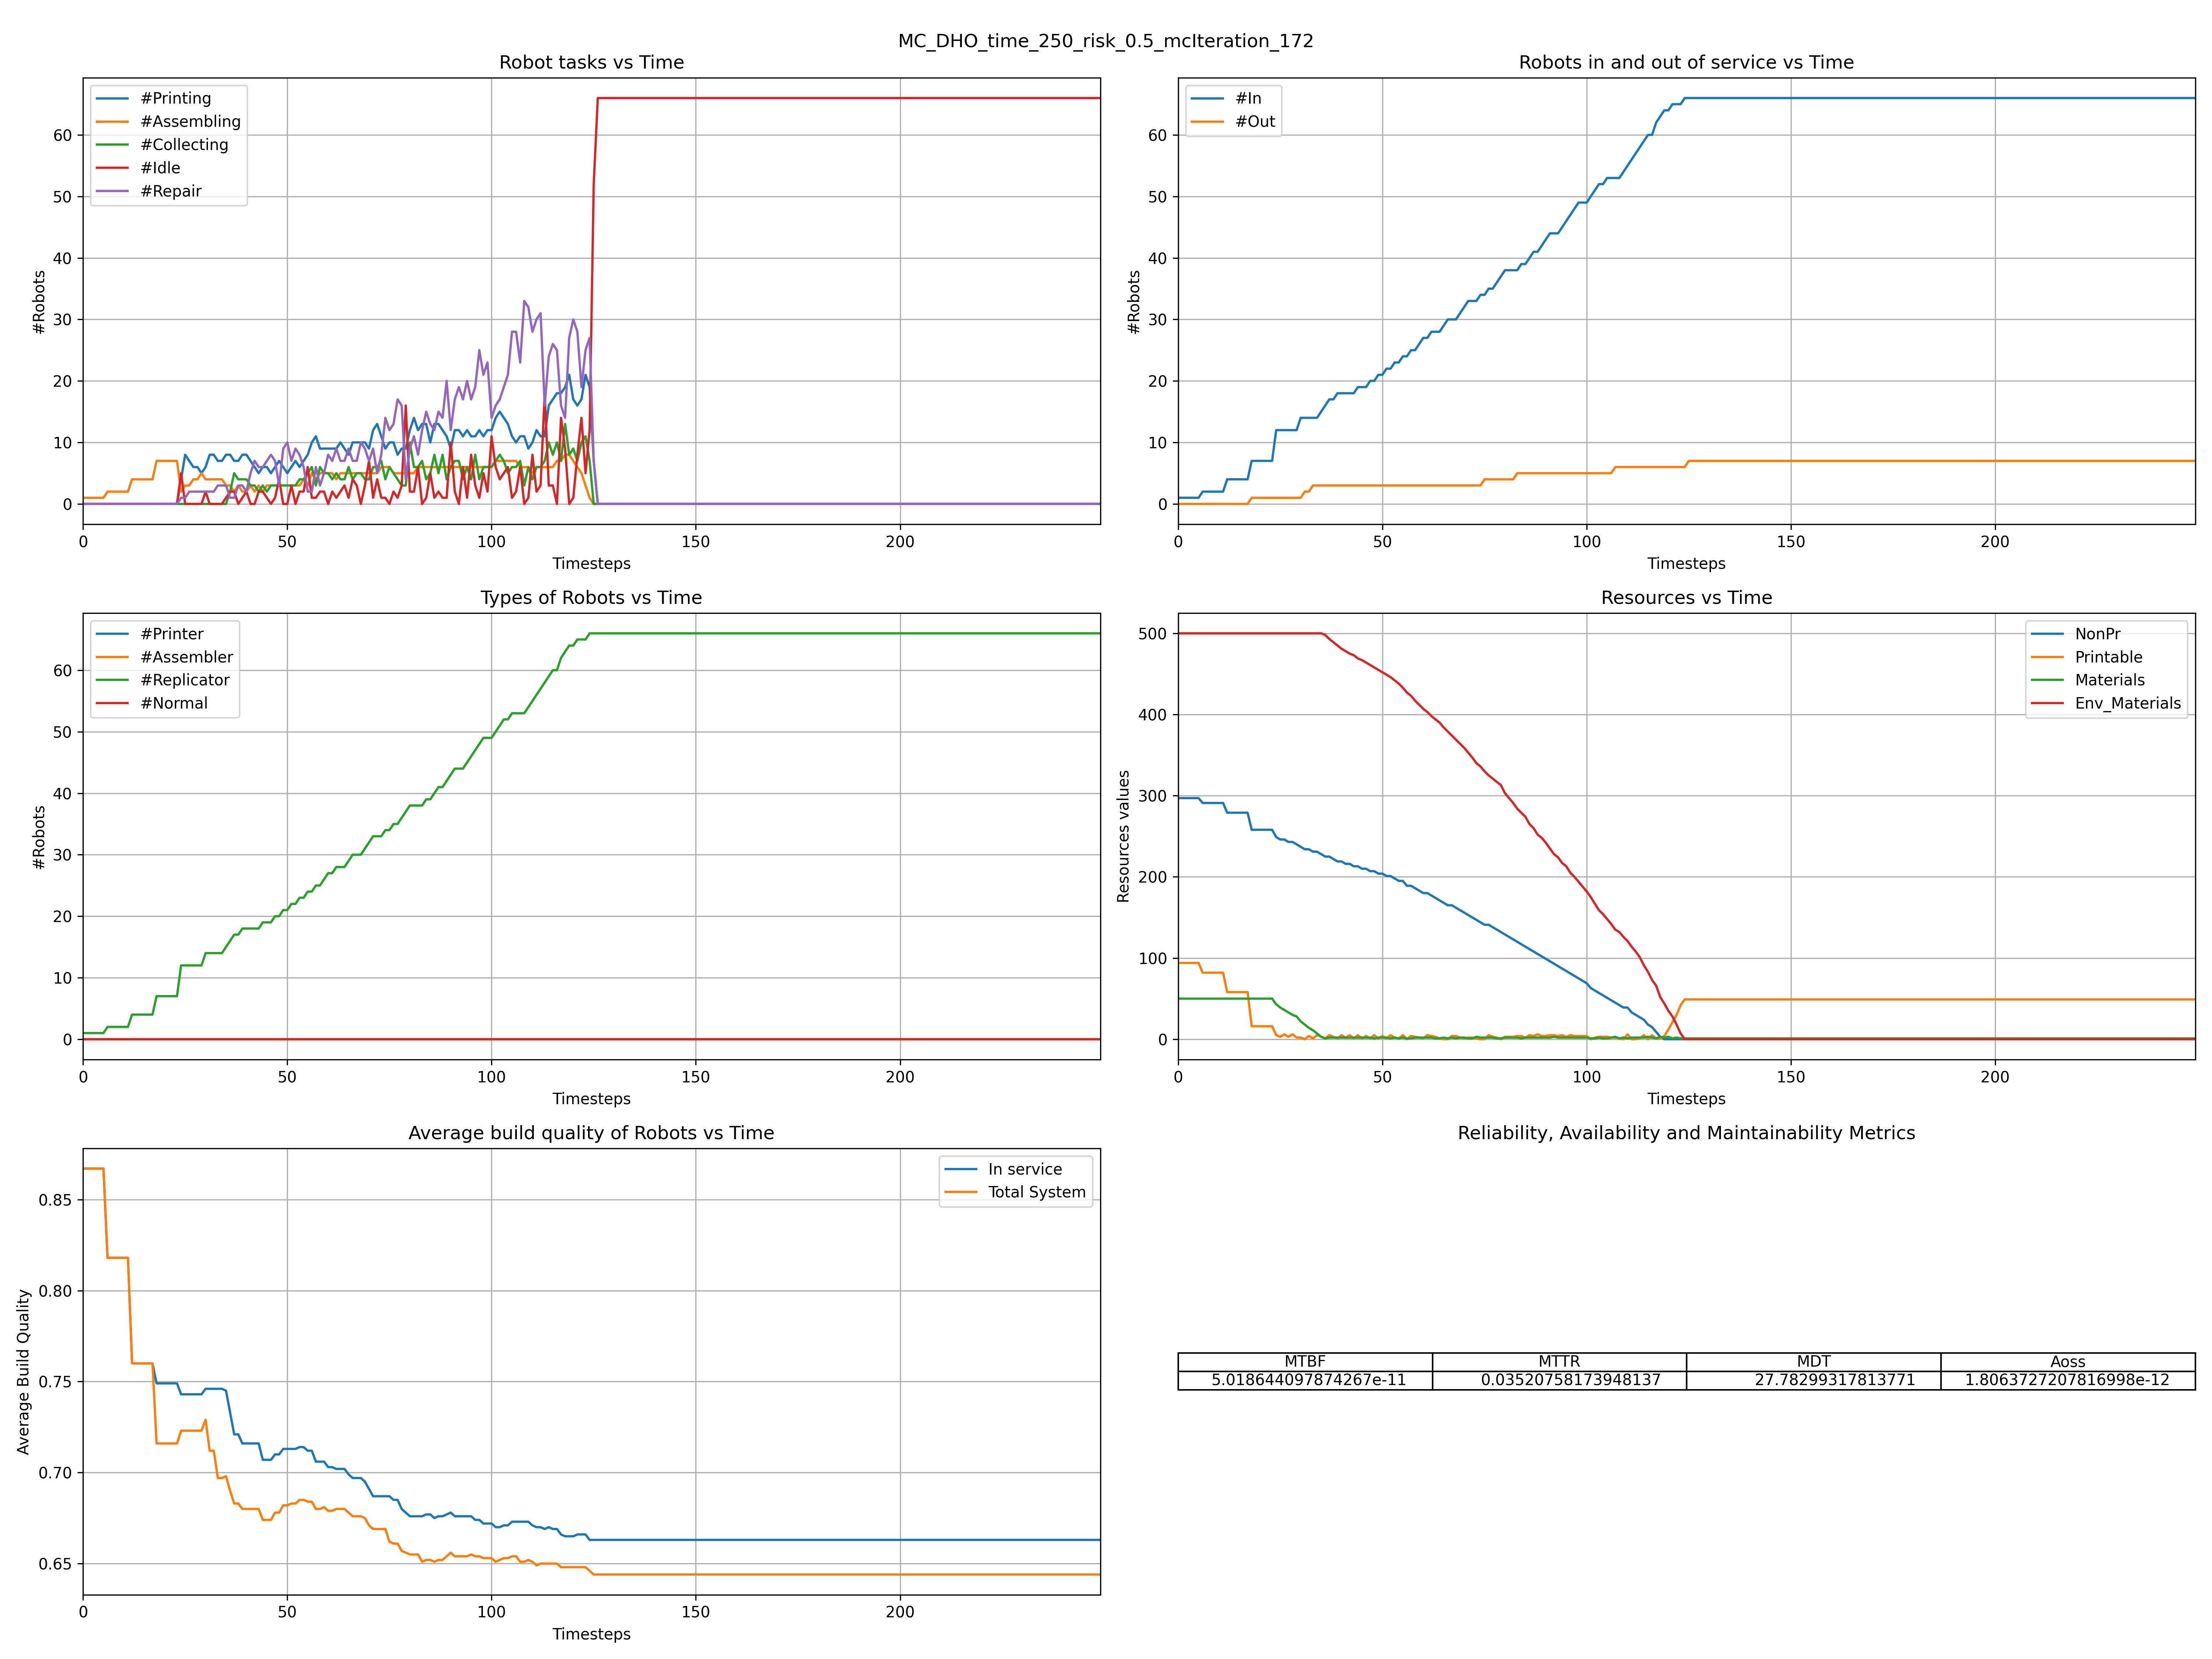 MC_DHO_time_250_risk_0.5_mcIteration_172
Robot tasks vs Time
#Printing
#Assembling
#Collecting
#Idle
#Repair
#Robots
60
50
40
30
20
10
0
0 50 100 150 200
Timesteps
Robots in and out of service vs Time
#In
#Out
#Robots
60
50
40
30
20
10
0
0 50 100 150 200
Timesteps
Types of Robots vs Time
#Printer
#Assembler
#Replicator
#Normal
#Robots
60
50
40
30
20
10
0
0 50 100 150 200
Timesteps
Resources vs Time
NonPr
Printable
Materials
Env_Materials
Resources values
500
400
300
200
100
0
0 50 100 150 200
Timesteps
Average build quality of Robots vs Time
In service
Total System
Average Build Quality
0.85
0.80
0.75
0.70
0.65
0 50 100 150 200
Timesteps
Reliability, Availability and Maintainability Metrics
MTBF MTTR MDT Aoss
5.018644097874267e-11 0.03520758173948137 27.78299317813771 1.8063727207816998e-12